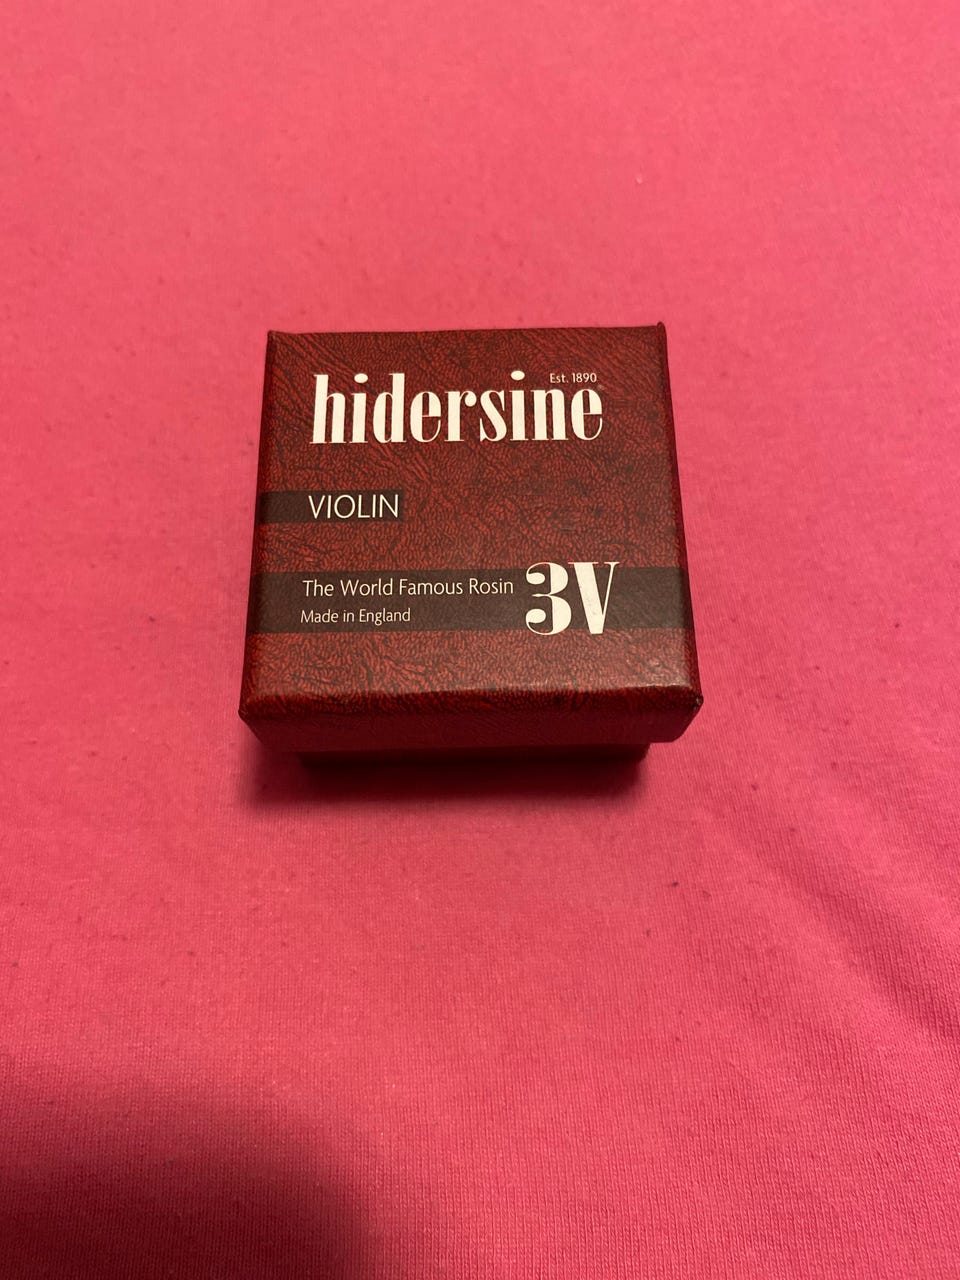 Est. 1890
hidersine
VIOLIN
The World Famous Rosin 3V
Made in England